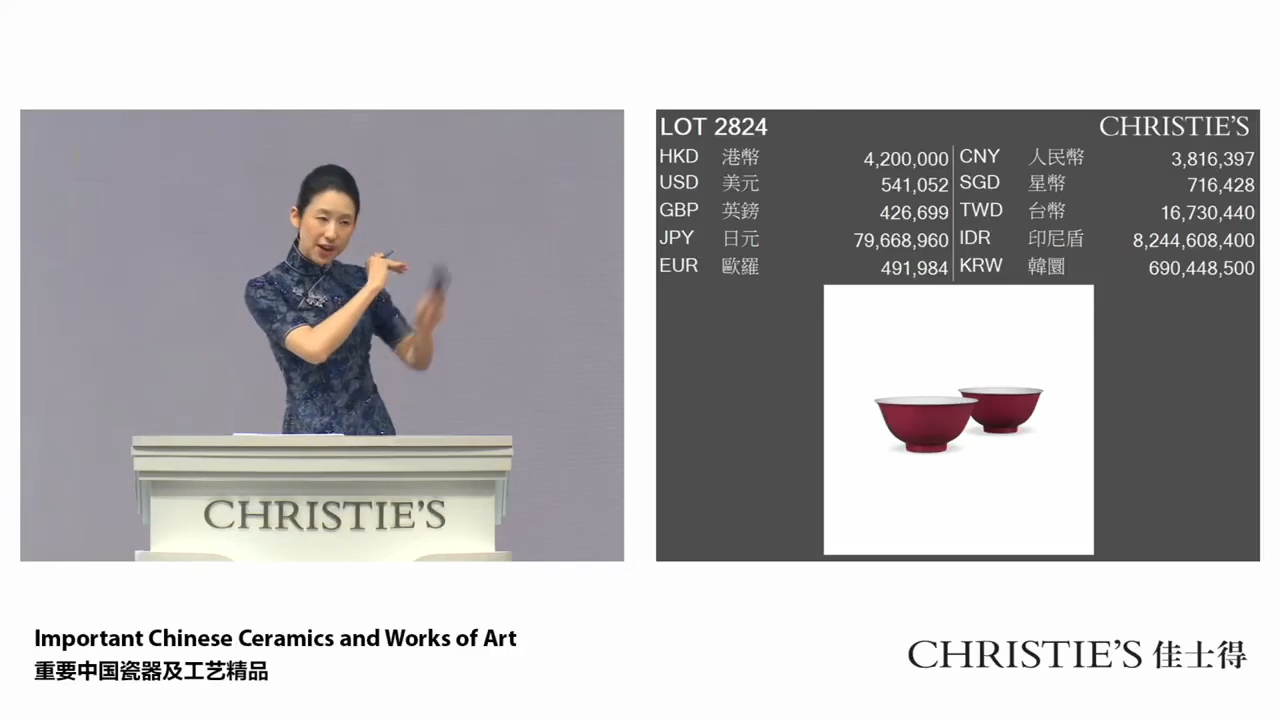 CHRISTIE'S
LOT 2824
CHRISTIE'S
HKD 港幣 4,200,000 CNY 人民幣 3,816,397
USD 美元 541,052 SGD 星幣 716,428
GBP 英鎊 426,699 TWD 台幣 16,730,440
JPY 日元 79,668,960 IDR 印尼盾 8,244,608,400
EUR 歐羅 491,984 KRW 韓圜 690,448,500
Important Chinese Ceramics and Works of Art
重要中国瓷器及工艺精品
CHRISTIE'S 佳士得